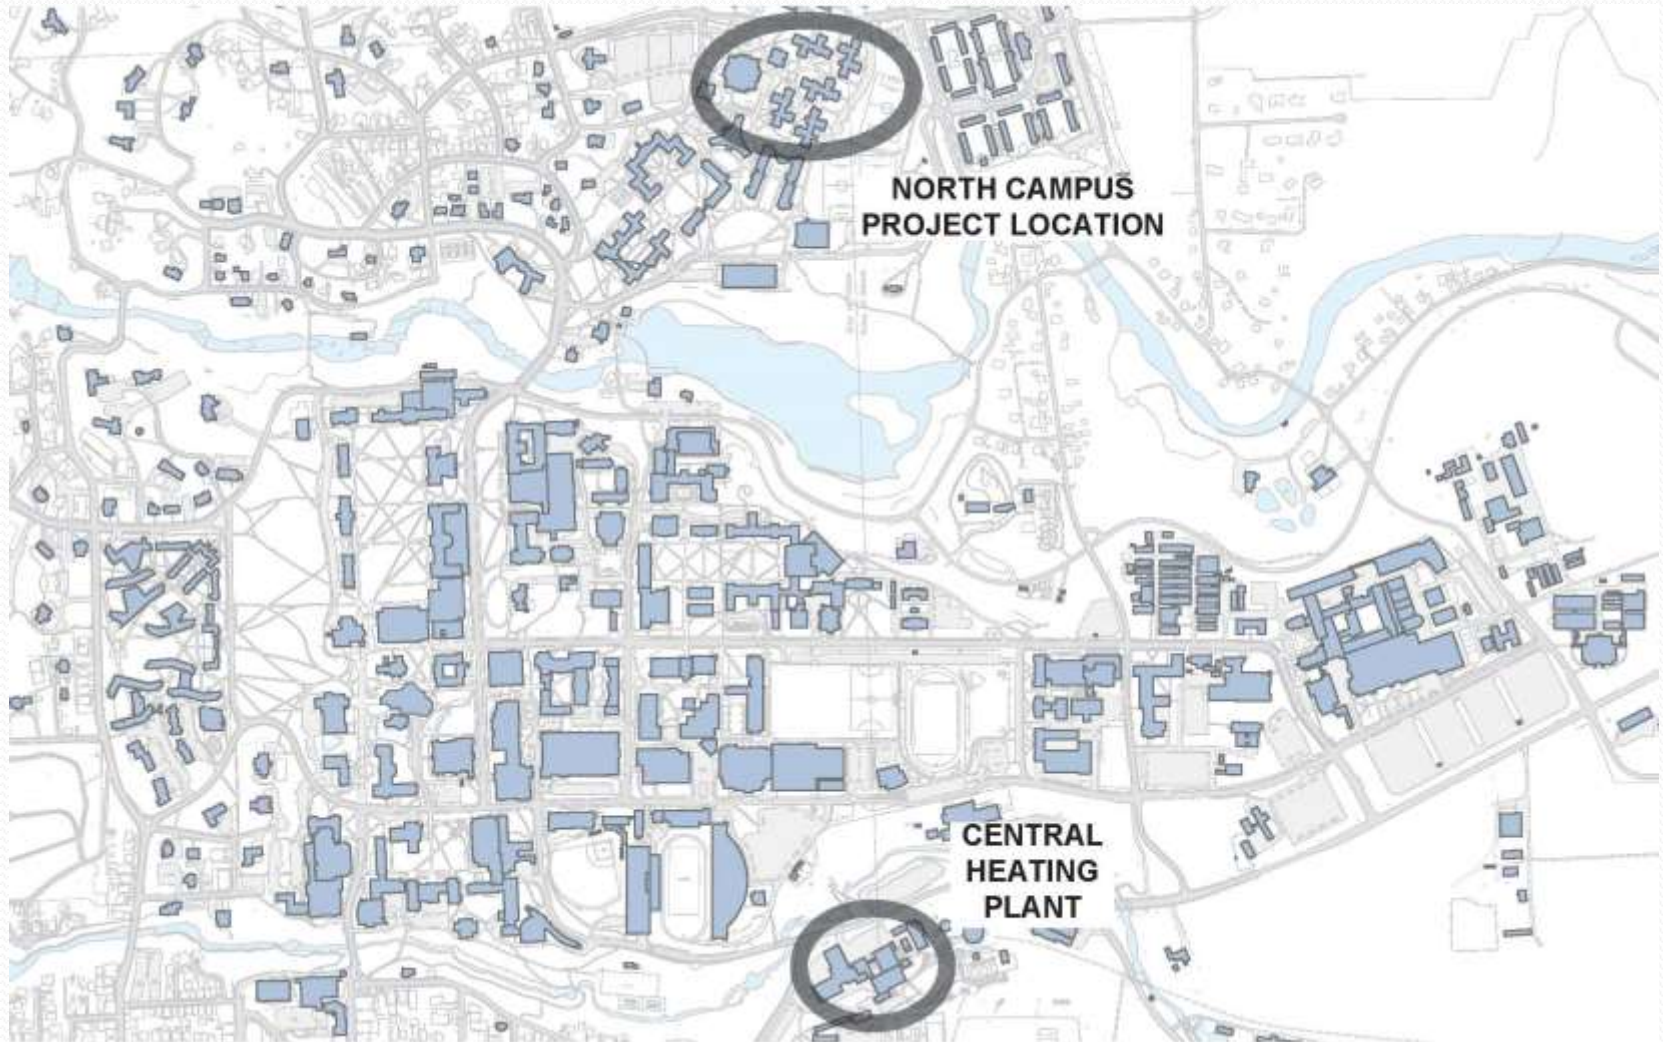 NORTH CAMPUS
PROJECT LOCATION
CENTRAL
HEATING
PLANT